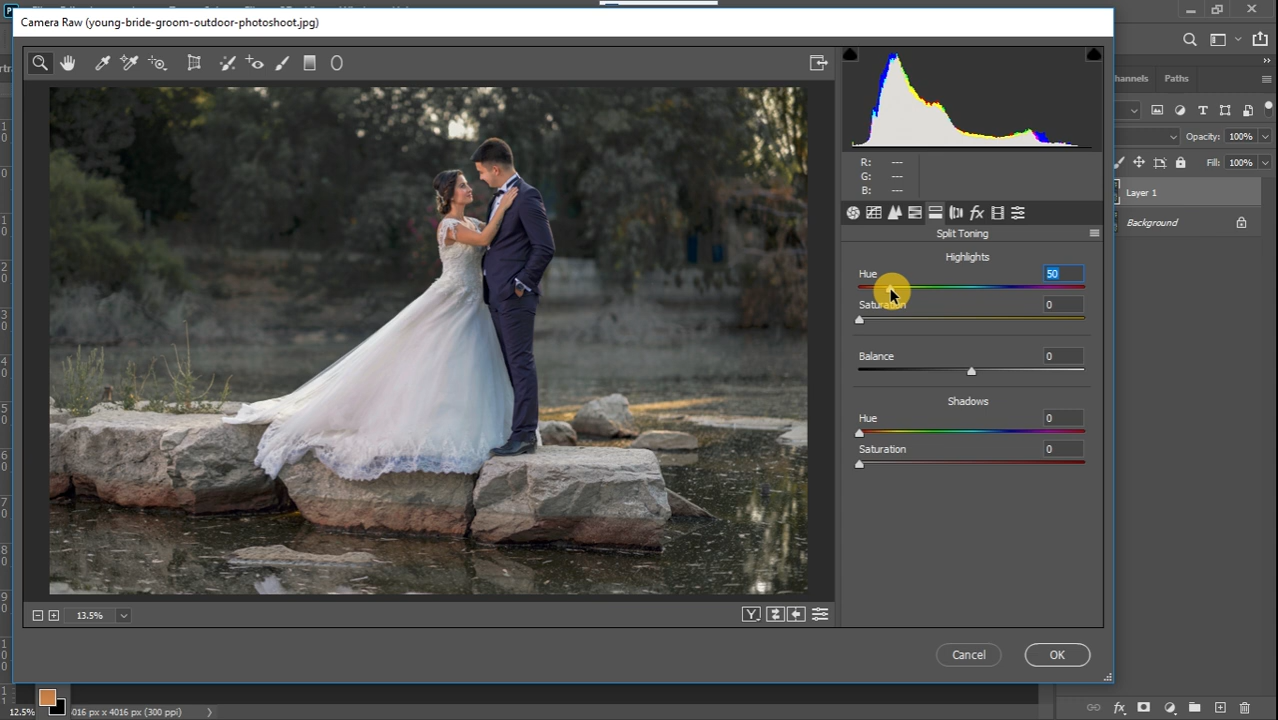 Camera Raw (young-bride-groom-outdoor-photoshoot.jpg)
R: ---
G: ---
B: ---
Split Toning
Highlights
Hue 50
Saturation 0
Balance 0
Shadows
Hue 0
Saturation 0
13.5%
Y
Cancel OK
hannels Paths
Opacity: 100%
Fill: 100%
Layer 1
Background
12.5% 6016 px x 4016 px (300 ppi)